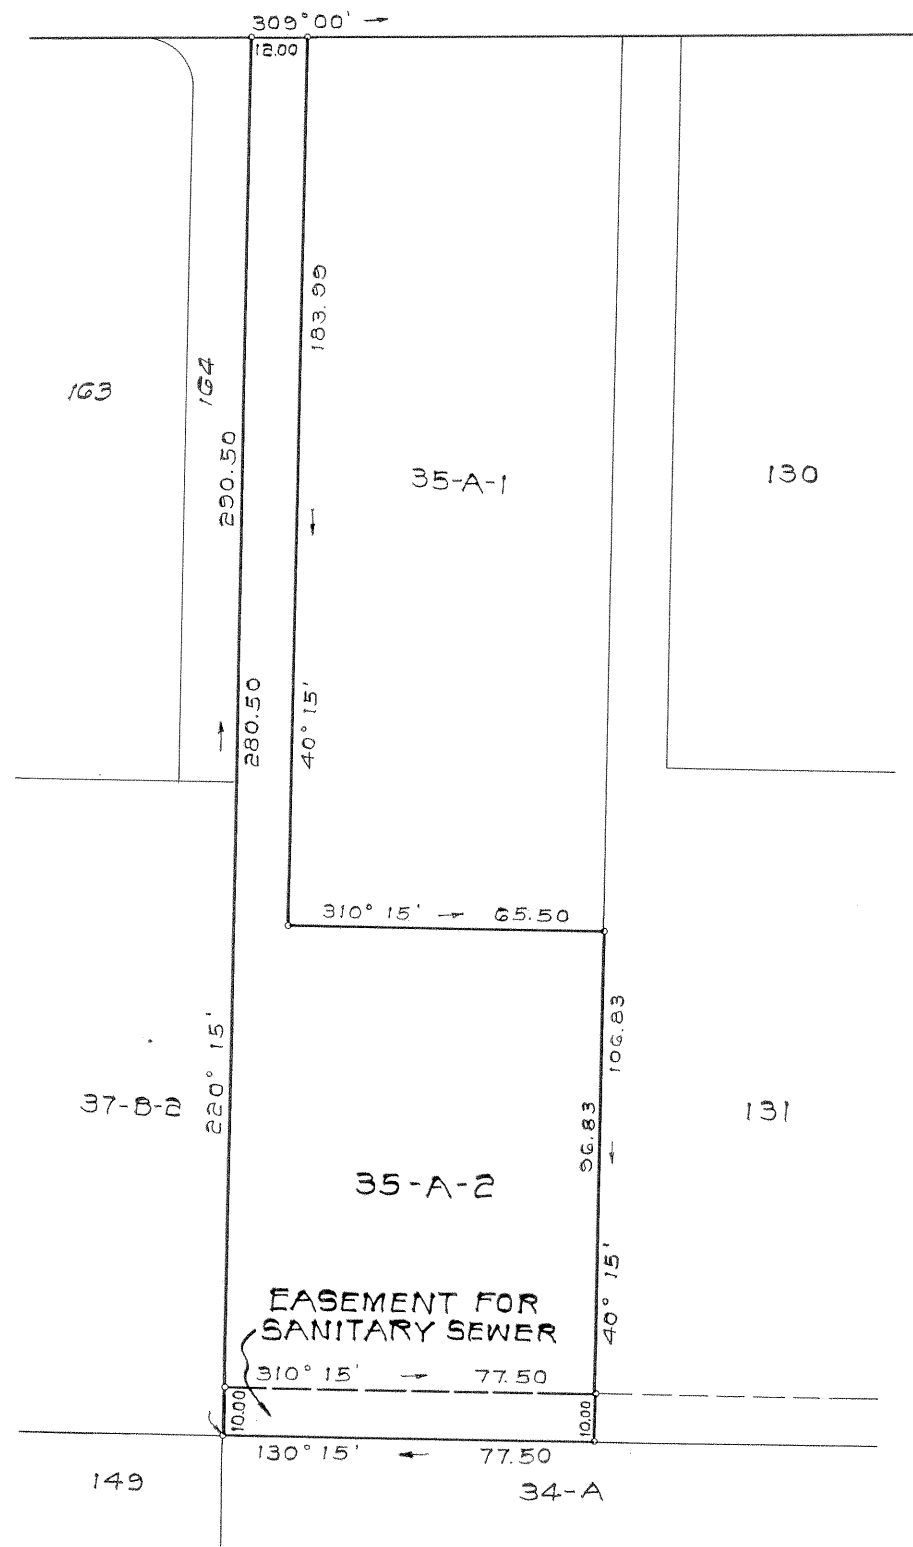 309°00'
12.00
183.99
163
164
290.50
35-A-1
130
280.50
40°15'
310° 15' 65.50
106.83
220° 15'
37-B-2
96.83
131
35-A-2
40° 15'
EASEMENT FOR
SANITARY SEWER
310° 15' 77.50
10.00
10.00
130° 15' 77.50
149
34-A